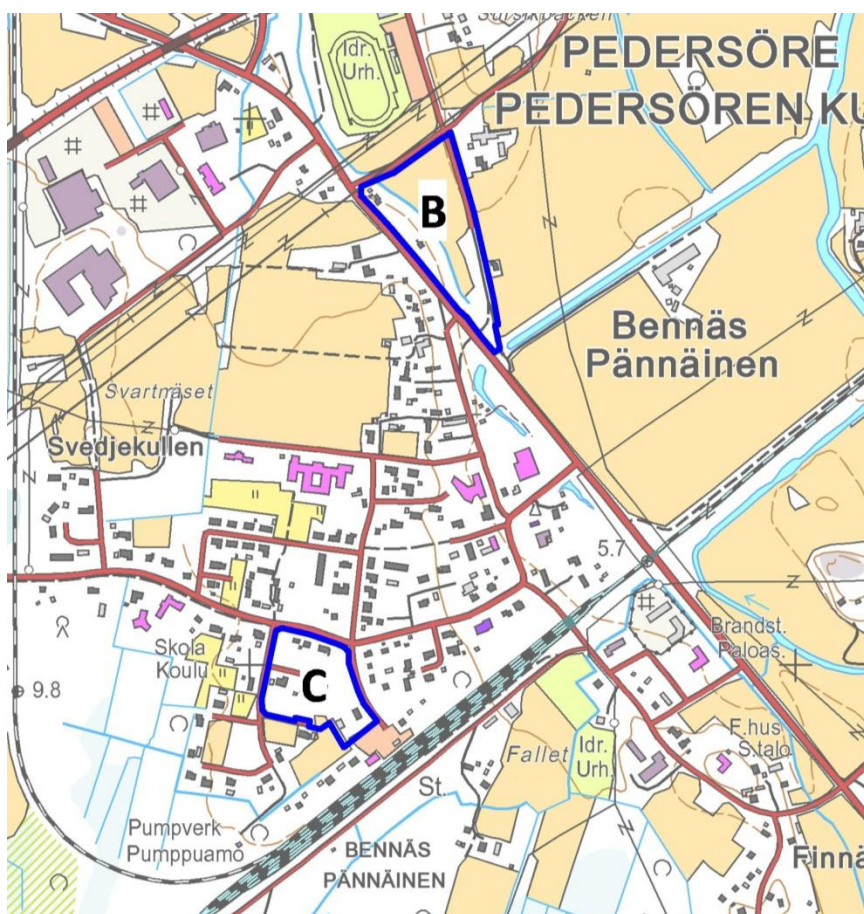 Sursikbacken
Idr.
Urh.
PEDERSÖRE
PEDERSÖREN KU
B
Bennäs
Pännäinen
Svartnäset
Svedjekullen
5.7
Skola
Koulu
C
Brandst.
Paloas.
9.8
F.hus
S.talo
Fallet
Idr.
Urh.
St.
Pumpverk
Pumppuamo
BENNÄS
PÄNNÄINEN
Finnä